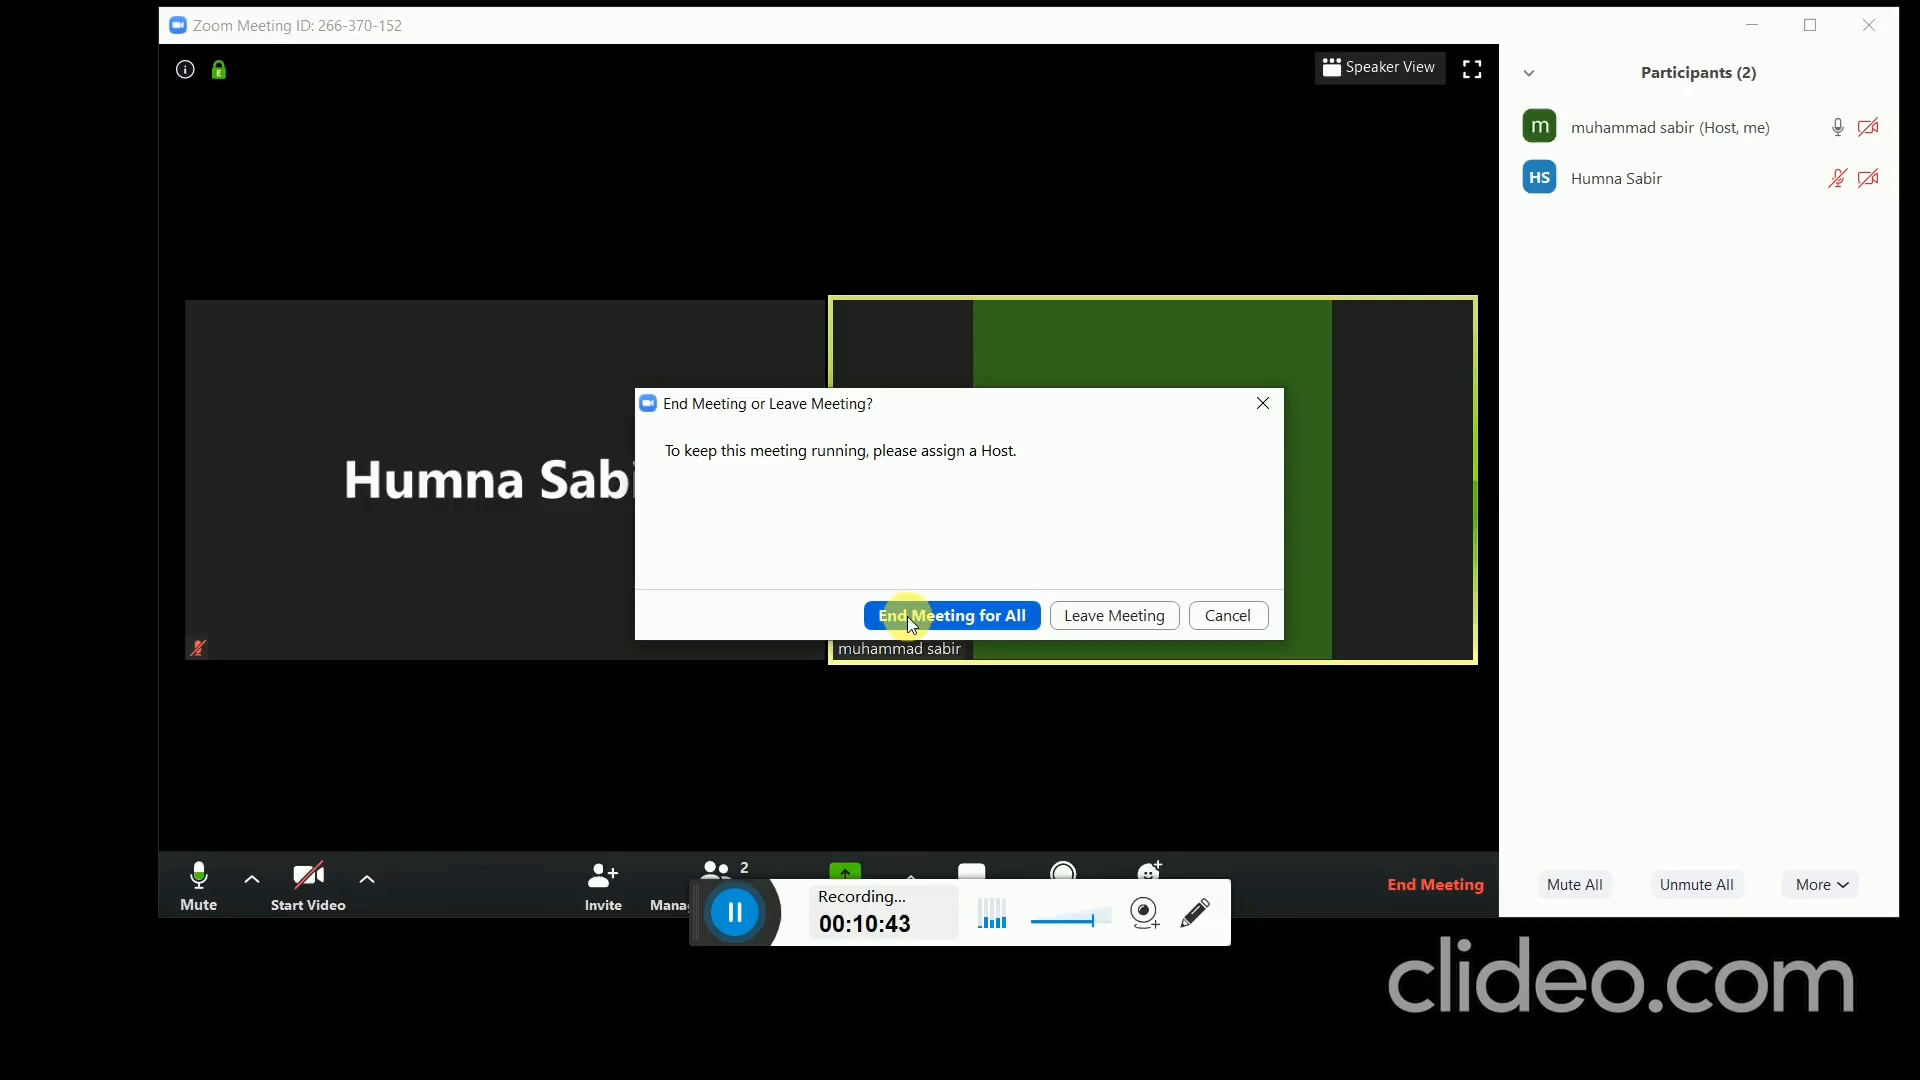 Zoom Meeting ID: 266-370-152
Speaker View
Participants (2)
m muhammad sabir (Host, me)
HS Humna Sabir
End Meeting or Leave Meeting?
To keep this meeting running, please assign a Host.
Humna Sabi
End Meeting for All Leave Meeting Cancel
muhammad sabir
2
Mute Start Video Invite Mana End Meeting
Mute All Unmute All More
Recording...
00:10:43
clideo.com